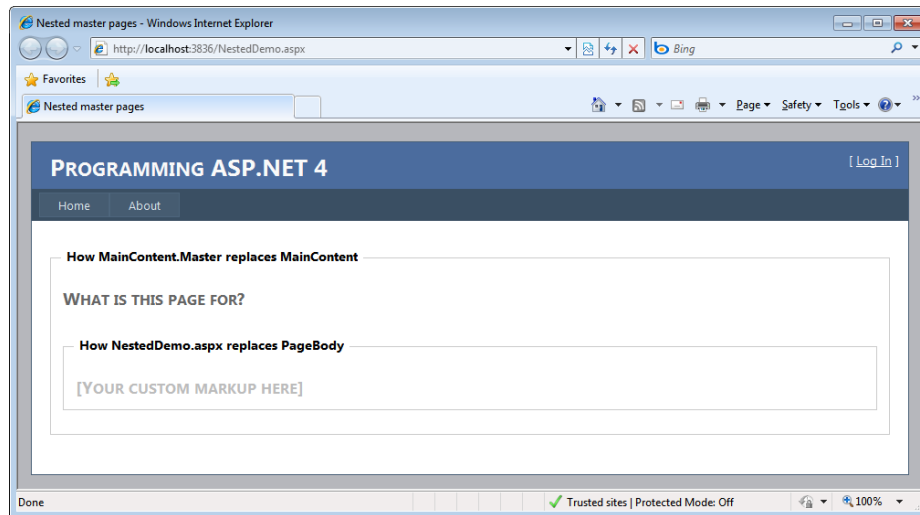 Nested master pages - Windows Internet Explorer
http://localhost:3836/NestedDemo.aspx
Bing
Favorites
Nested master pages
Page Safety Tools
PROGRAMMING ASP.NET 4
[ Log In ]
Home About
How MainContent.Master replaces MainContent
WHAT IS THIS PAGE FOR?
How NestedDemo.aspx replaces PageBody
[YOUR CUSTOM MARKUP HERE]
Done
Trusted sites | Protected Mode: Off
100%